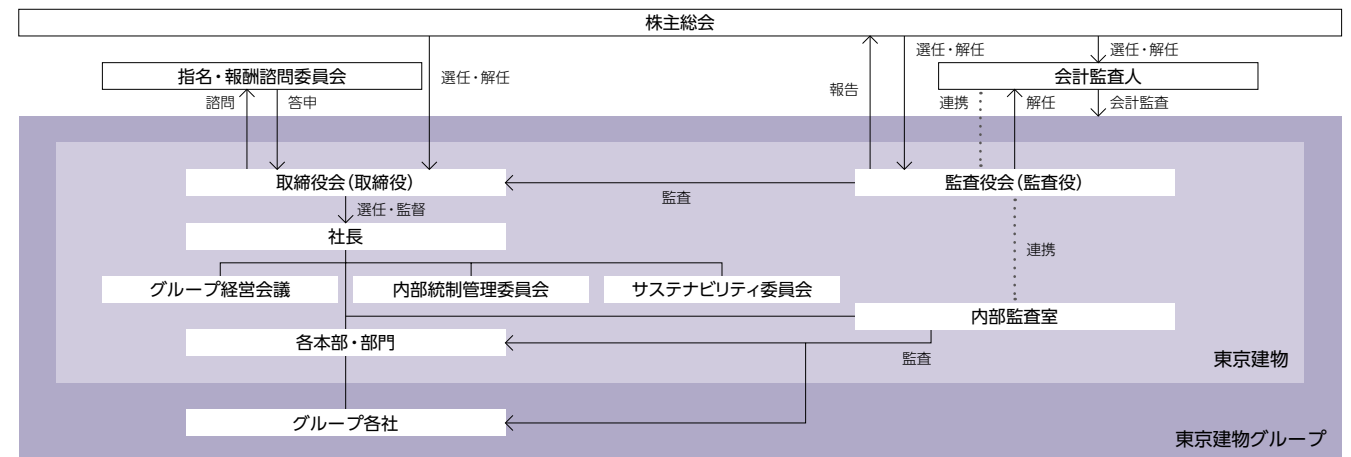 株主総会
選任・解任
報告
選任・解任
選任・解任
指名・報酬諮問委員会
会計監査人
諮問
答申
連携
解任
会計監査
取締役会(取締役)
監査
監査役会(監査役)
選任・監督
社長
連携
グループ経営会議
内部統制管理委員会
サステナビリティ委員会
内部監査室
各本部・部門
監査
東京建物
グループ各社
東京建物グループ